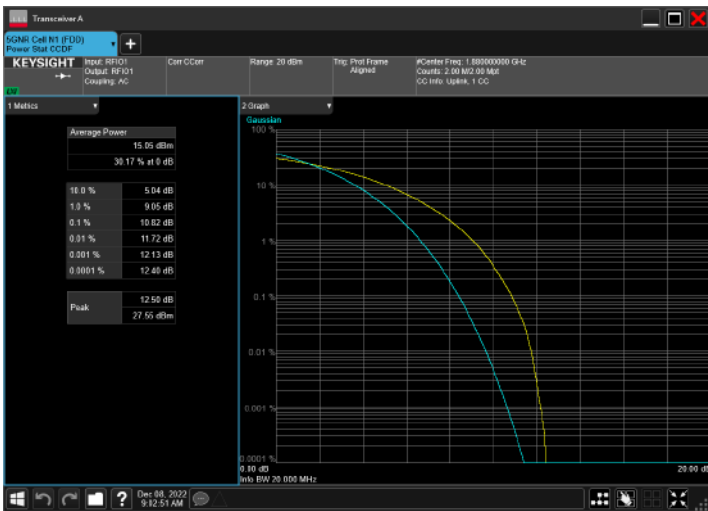 Transceiver A
5GNR Cell N1 (FDD)
Power Stat CCDF
KEYSIGHT
Input: RFIO1
Output: RFIO1
Coupling: AC
Corr CCorr
Range: 20 dBm
Trig: Prot Frame
Aligned
#Center Freq: 1.880000000 GHz
Counts: 2.00 M/2.00 Mpt
CC Info: Uplink, 1 CC
1 Metrics
2 Graph
Average Power
15.05 dBm
30.17 % at 0 dB
10.0 % 5.04 dB
1.0 % 9.05 dB
0.1 % 10.82 dB
0.01 % 11.72 dB
0.001 % 12.13 dB
0.0001 % 12.40 dB
Peak
12.50 dB
27.55 dBm
Gaussian
100 %
10 %
1 %
0.1 %
0.01 %
0.001 %
0.0001 %
0.00 dB
20.00 dB
Info BW 20.000 MHz
?
Dec 08, 2022
9:12:51 AM